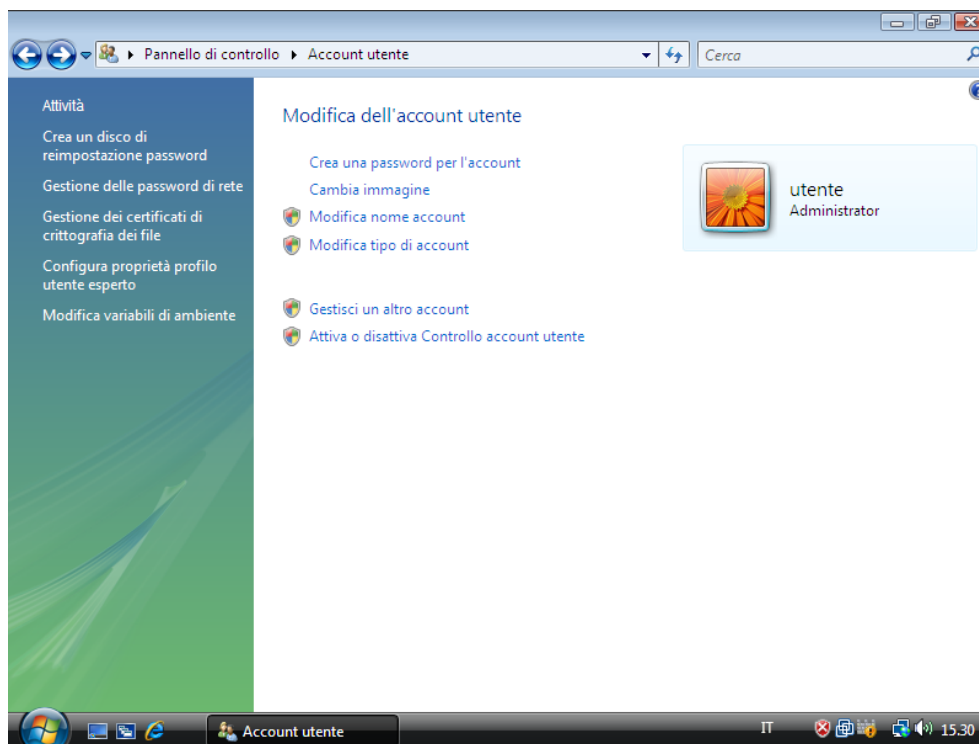 Pannello di controllo Account utente
Cerca
Attività
Crea un disco di
reimpostazione password
Gestione delle password di rete
Gestione dei certificati di
crittografia dei file
Configura proprietà profilo
utente esperto
Modifica variabili di ambiente
Modifica dell'account utente
Crea una password per l'account
Cambia immagine
Modifica nome account
Modifica tipo di account
Gestisci un altro account
Attiva o disattiva Controllo account utente
utente
Administrator
Account utente
IT
15.30